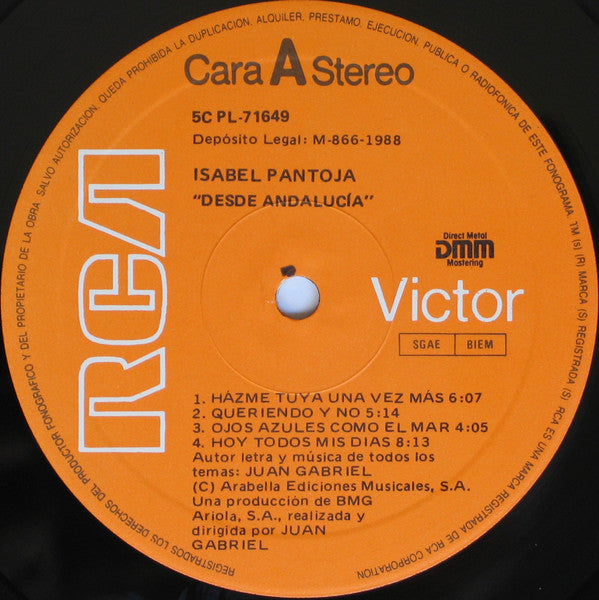 REGISTRADOS LOS DERECHOS DEL PRODUCTOR FONOGRAFICO Y DEL PROPIETARIO DE LA OBRA. SALVO AUTORIZACION. QUEDA PROHIBIDA LA DUPLICACION. ALQUILER. PRESTAMO. EJECUCION. PUBLICA O RADIOFONICA DE ESTE FONOGRAMA. TM (s) (R) MARCA (S) REGISTRADA (S) RCA ES UNA MARCA REGISTRADA DE RCA CORPORATION
Cara A Stereo
5C PL-71649
Depósito Legal: M-866-1988
ISABEL PANTOJA
"DESDE ANDALUCÍA"
RCA
Direct Metal
DMM
Mastering
Victor
SGAE BIEM
1. HÁZME TUYA UNA VEZ MÁS 6:07
2. QUERIENDO Y NO 5:14
3. OJOS AZULES COMO EL MAR 4:05
4. HOY TODOS MIS DIAS 8:13
Autor letra y música de todos los
temas: JUAN GABRIEL
(C) Arabella Ediciones Musicales, S.A.
Una producción de BMG
Ariola, S.A., realizada y
dirigida por JUAN
GABRIEL